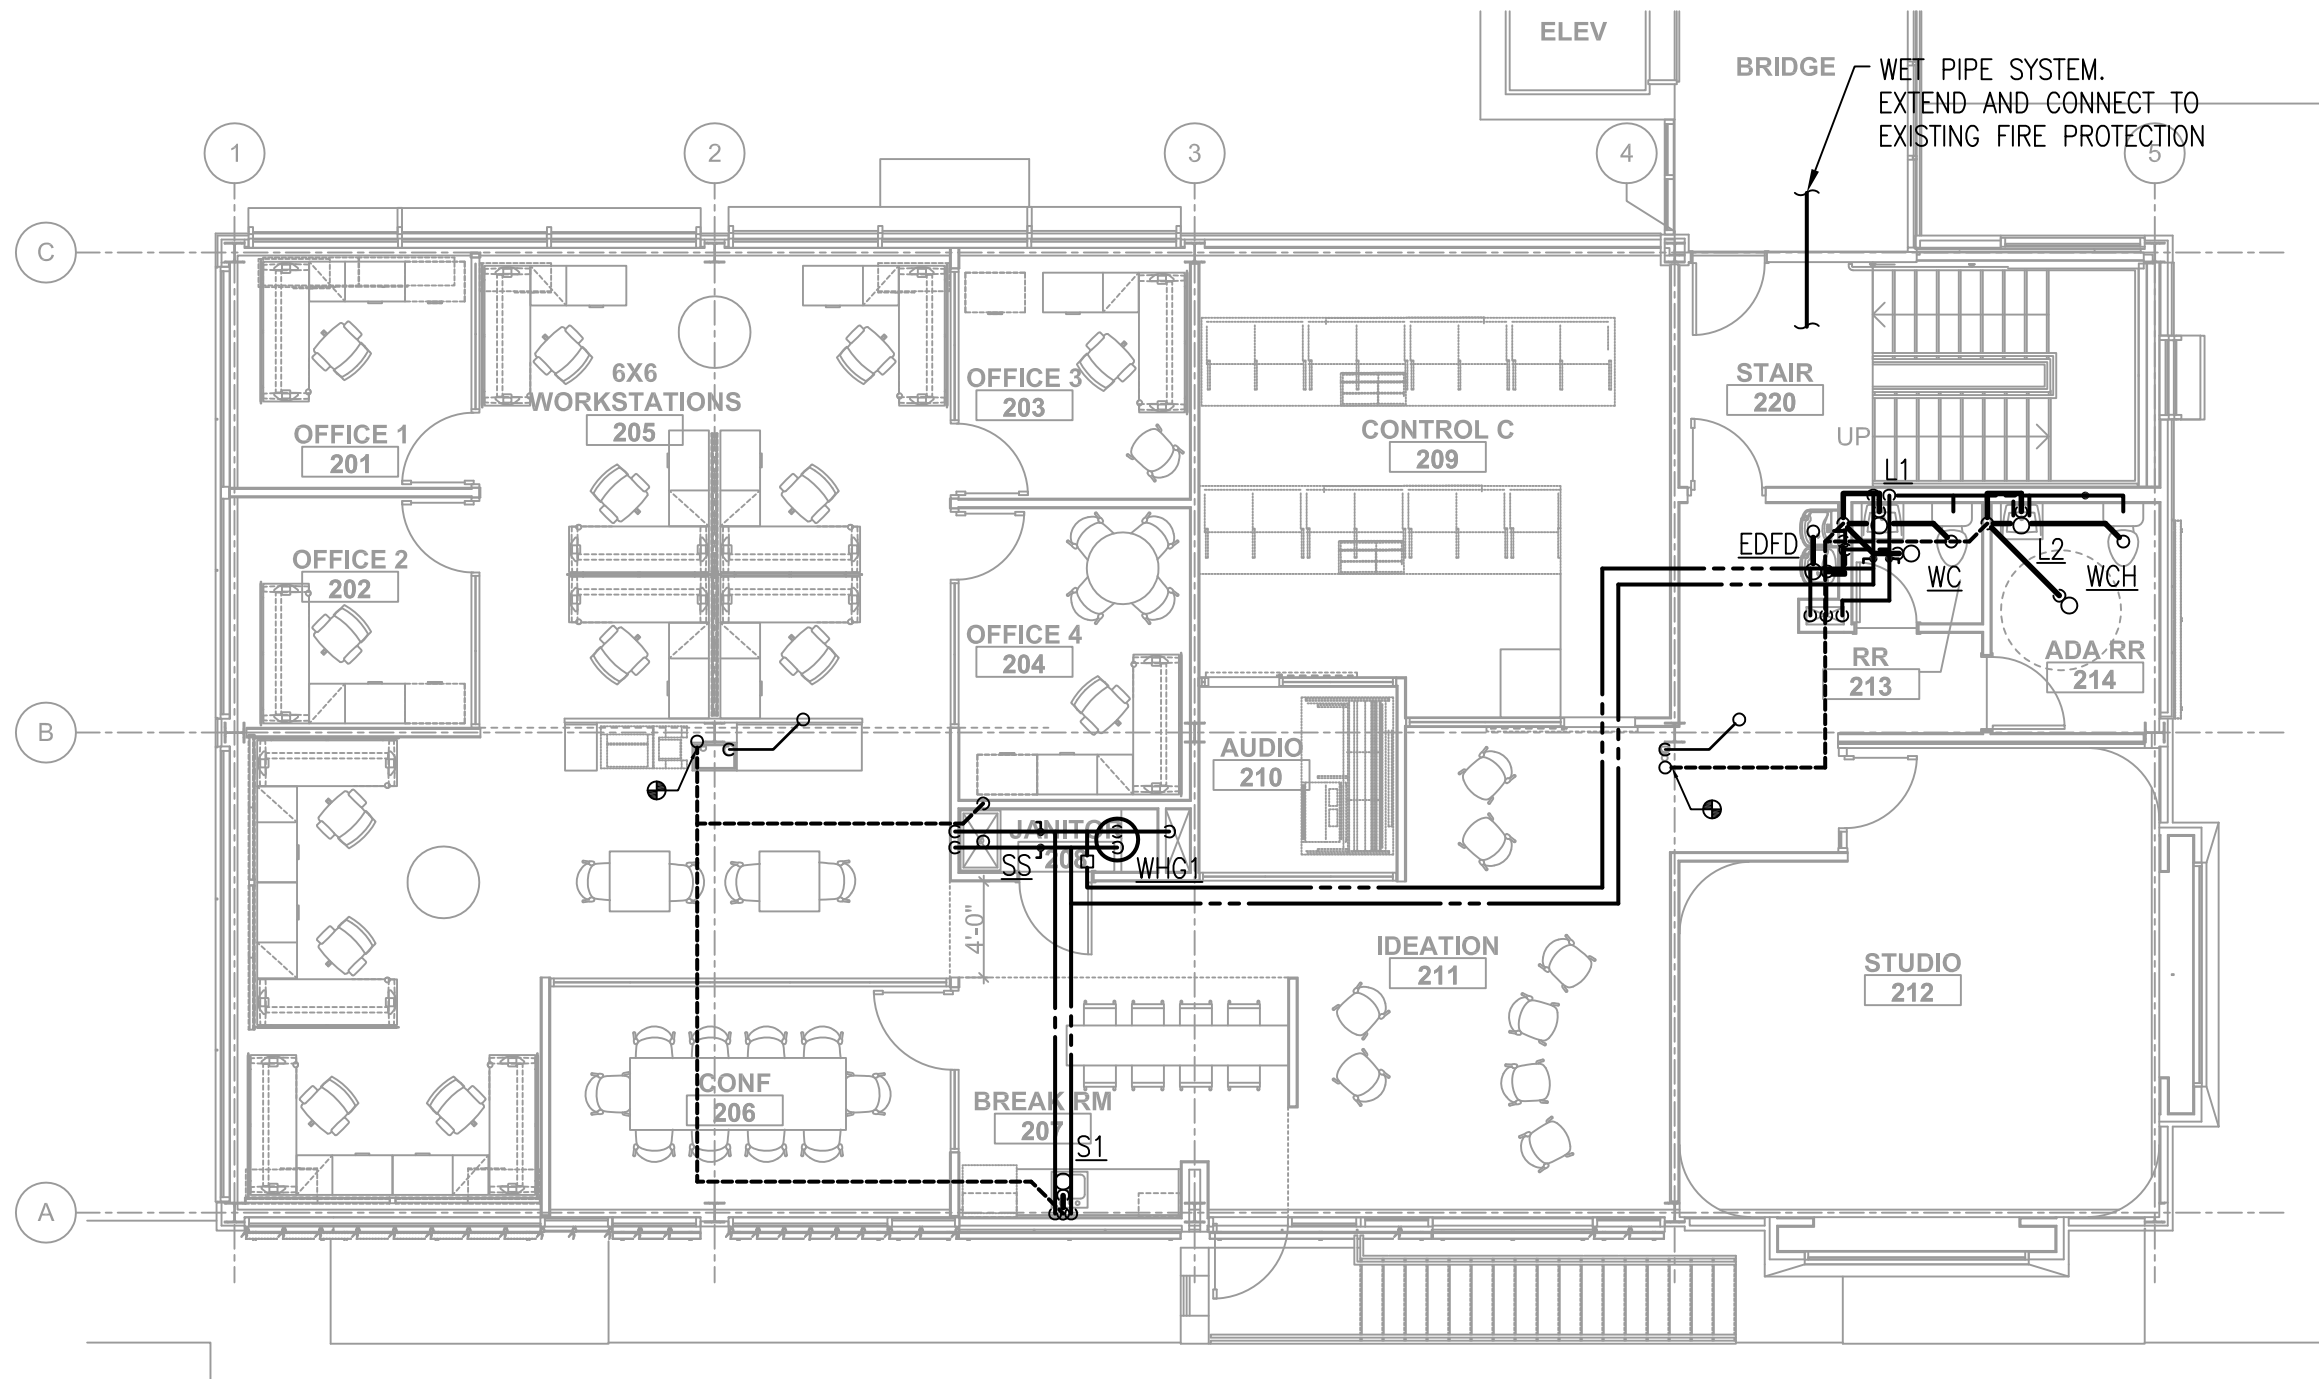 ELEV
BRIDGE
WET PIPE SYSTEM.
EXTEND AND CONNECT TO
EXISTING FIRE PROTECTION
1
2
3
4
5
C
B
A
OFFICE 1
201
6X6
WORKSTATIONS
205
OFFICE 3
203
CONTROL C
209
STAIR
220
UP
L1
OFFICE 2
202
EDFD
WC
L2
WCH
OFFICE 4
204
RR
213
ADA RR
214
AUDIO
210
JANITOR
208
SS
WHG1
4'-0"
IDEATION
211
STUDIO
212
CONF
206
BREAK RM
207
S1